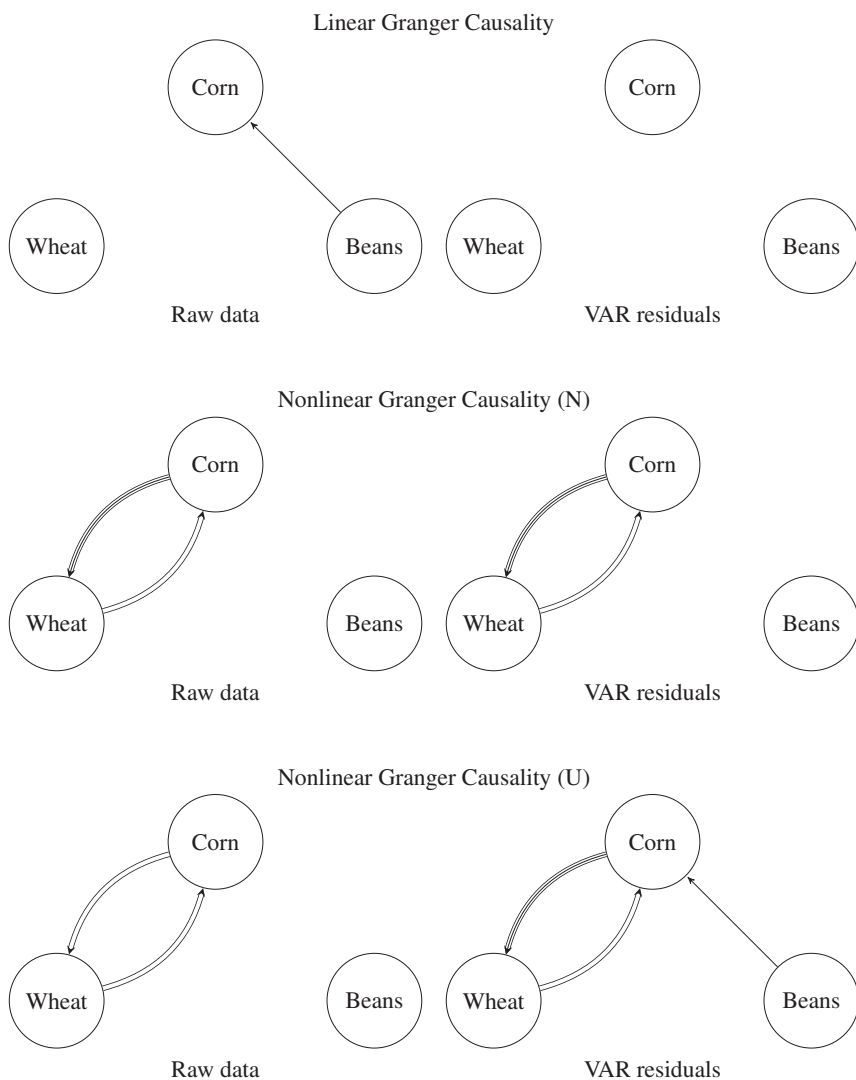 Linear Granger Causality
Corn
Corn
Wheat
Beans
Wheat
Beans
Raw data
VAR residuals
Nonlinear Granger Causality (N)
Corn
Corn
Wheat
Beans
Wheat
Beans
Raw data
VAR residuals
Nonlinear Granger Causality (U)
Corn
Corn
Wheat
Beans
Wheat
Beans
Raw data
VAR residuals